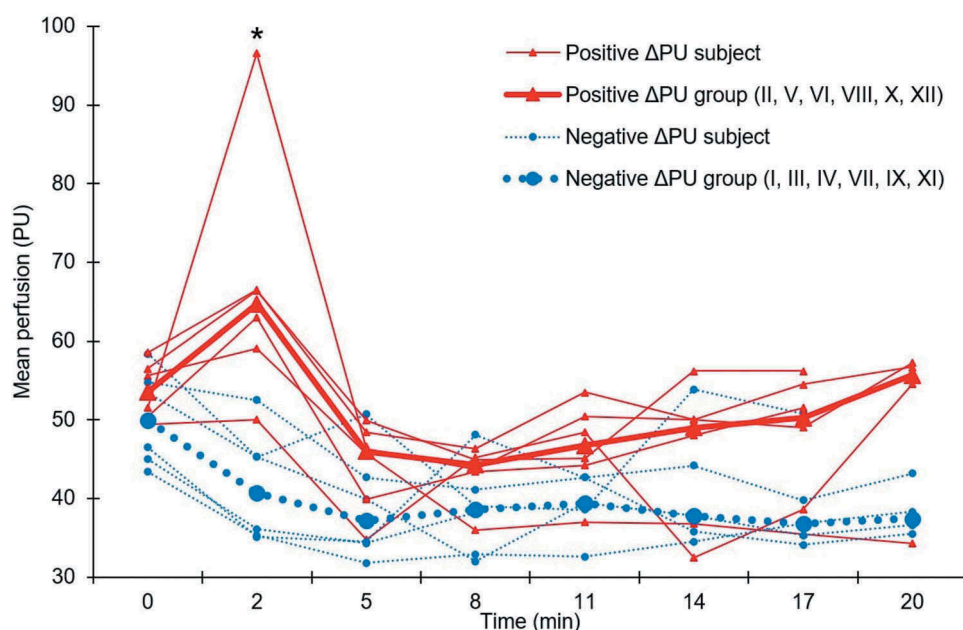 100
90
80
70
60
50
40
30
Mean perfusion (PU)
*
Positive ΔPU subject
Positive ΔPU group (II, V, VI, VIII, X, XII)
Negative ΔPU subject
Negative ΔPU group (I, III, IV, VII, IX, XI)
0 2 5 8 11 14 17 20
Time (min)